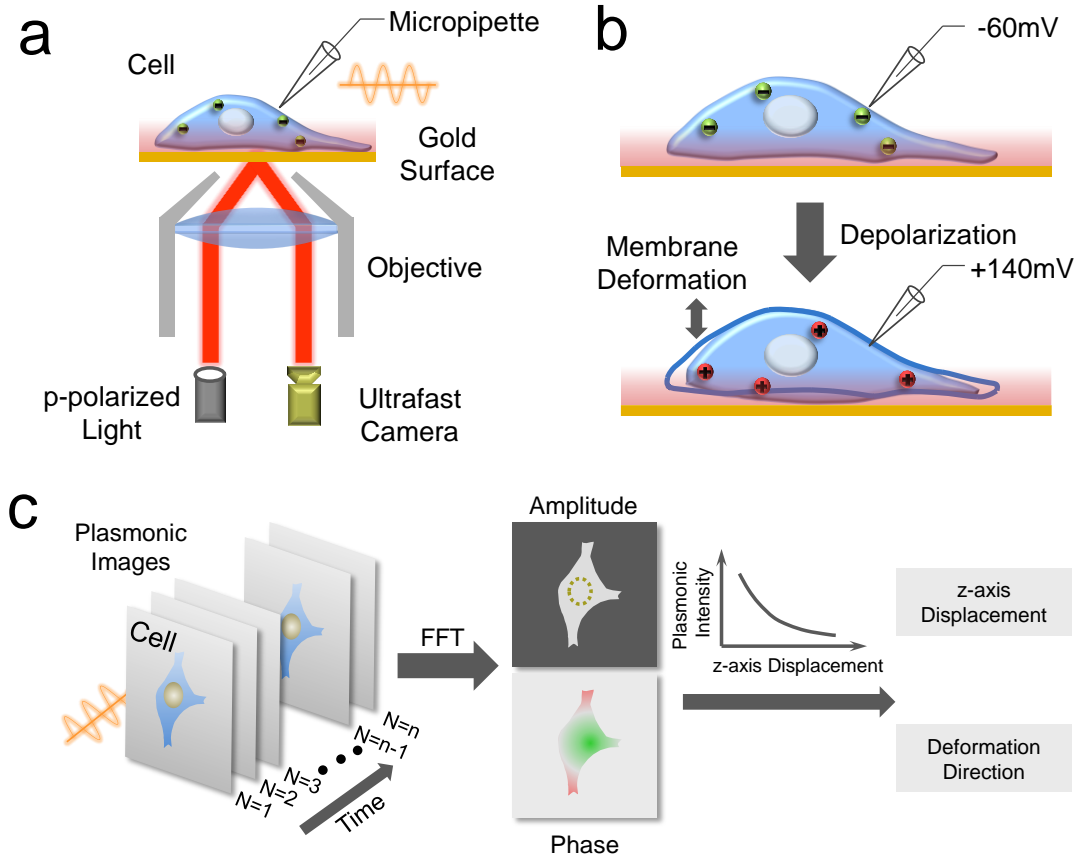 a
Micropipette
Cell
Gold
Surface
Objective
p-polarized
Light
Ultrafast
Camera
b
-60mV
Depolarization
Membrane
Deformation
+140mV
c
Plasmonic
Images
Cell
N=1
N=2
N=3
N=n-1
N=n
Time
FFT
Amplitude
Phase
Plasmonic
Intensity
z-axis Displacement
z-axis
Displacement
Deformation
Direction